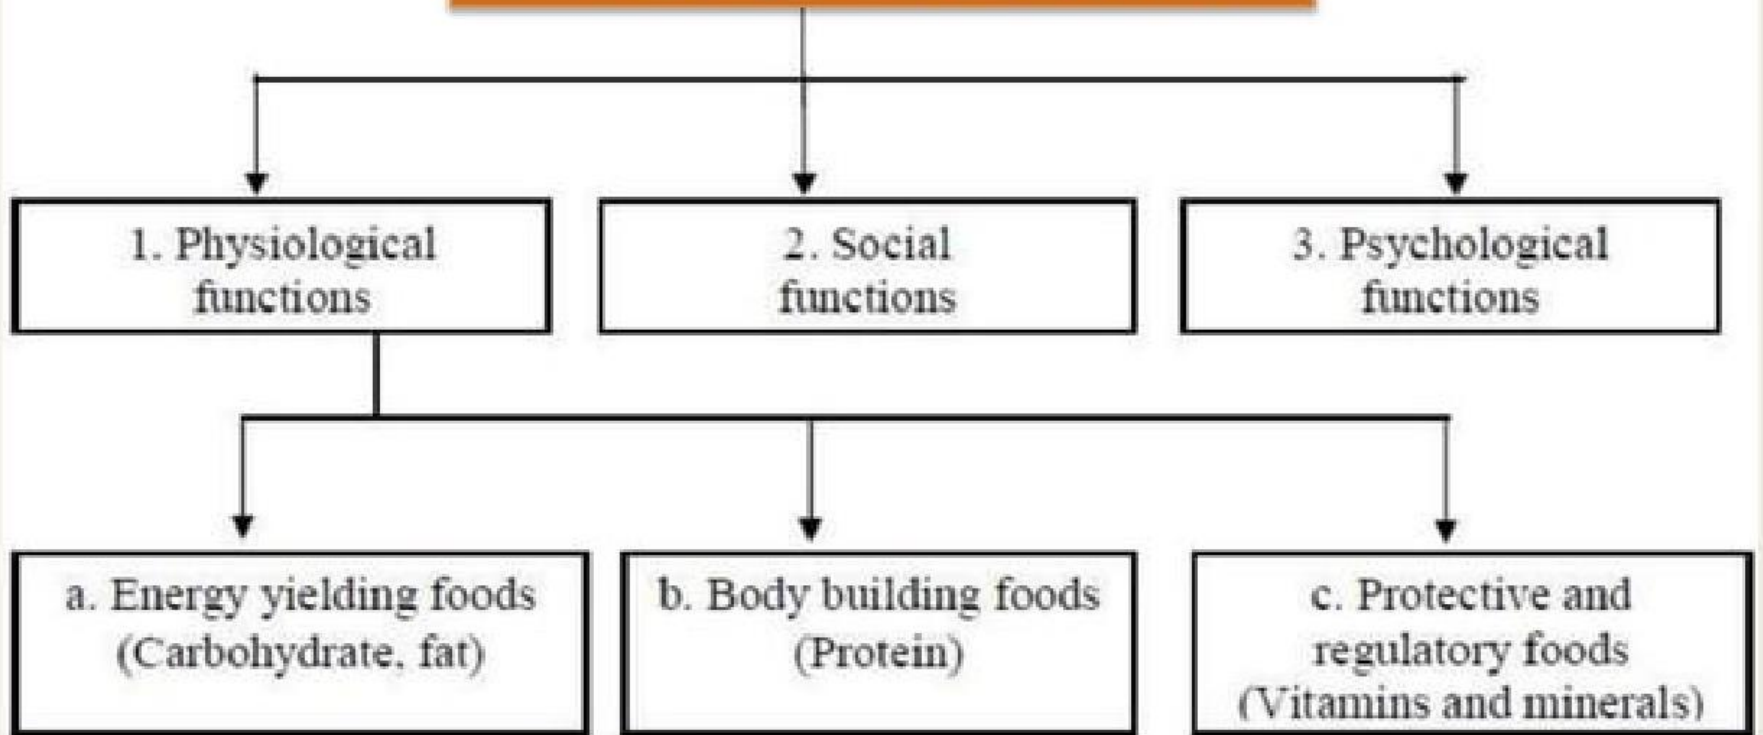 1. Physiological
functions
2. Social
functions
3. Psychological
functions
a. Energy yielding foods
(Carbohydrate, fat)
b. Body building foods
(Protein)
c. Protective and
regulatory foods
(Vitamins and minerals)